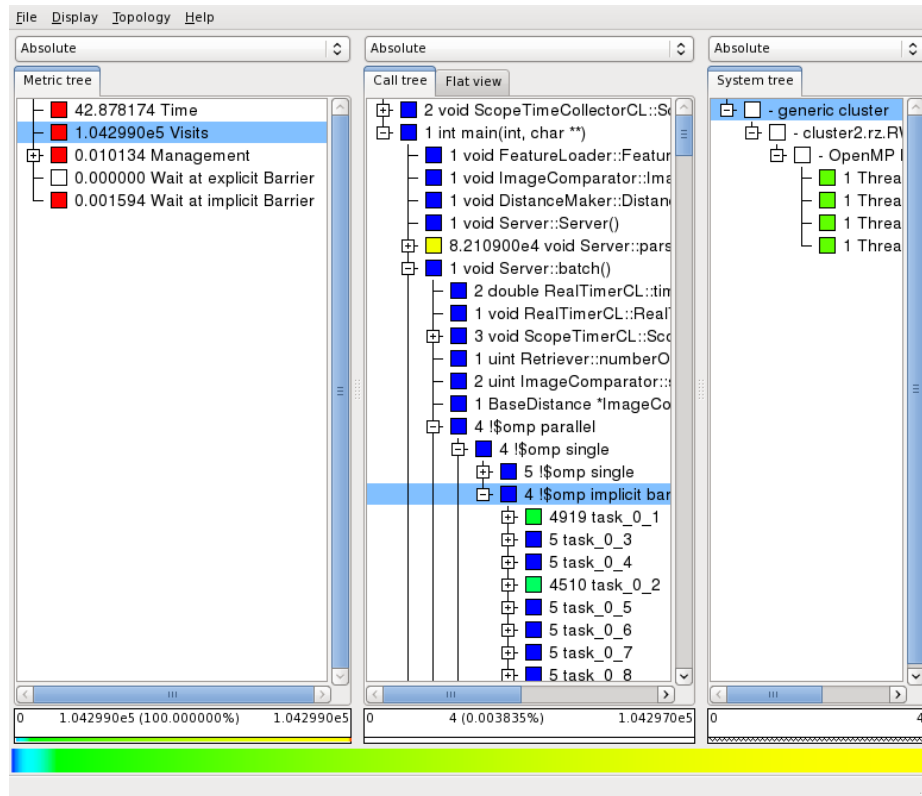 File Display Topology Help
Absolute
Absolute
Absolute
Metric tree
Call tree Flat view
System tree
42.878174 Time
1.042990e5 Visits
0.010134 Management
0.000000 Wait at explicit Barrier
0.001594 Wait at implicit Barrier
2 void ScopeTimeCollectorCL::S
1 int main(int, char **)
1 void FeatureLoader::Featur
1 void ImageComparator::Ima
1 void DistanceMaker::Distan
1 void Server::Server()
8.210900e4 void Server::pars
1 void Server::batch()
2 double RealTimerCL::tim
1 void RealTimerCL::RealT
3 void ScopeTimerCL::Sco
1 uint Retriever::numberO
2 uint ImageComparator::s
1 BaseDistance *ImageCo
4 !$omp parallel
4 !$omp single
5 !$omp single
4 !$omp implicit bar
4919 task_0_1
5 task_0_3
5 task_0_4
4510 task_0_2
5 task_0_5
5 task_0_6
5 task_0_7
5 task_0_8
- generic cluster
- cluster2.rz.RW
- OpenMP
1 Threa
1 Threa
1 Threa
1 Threa
0 1.042990e5 (100.000000%) 1.042990e5
0 4 (0.003835%) 1.042970e5
0 4